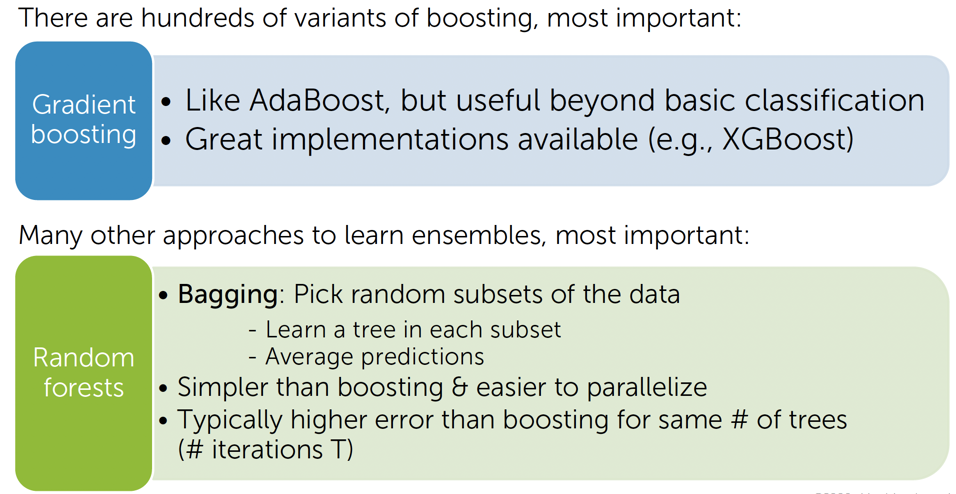 There are hundreds of variants of boosting, most important:
Gradient
boosting
• Like AdaBoost, but useful beyond basic classification
• Great implementations available (e.g., XGBoost)
Many other approaches to learn ensembles, most important:
Random
forests
• Bagging: Pick random subsets of the data
- Learn a tree in each subset
- Average predictions
• Simpler than boosting & easier to parallelize
• Typically higher error than boosting for same # of trees
(# iterations T)